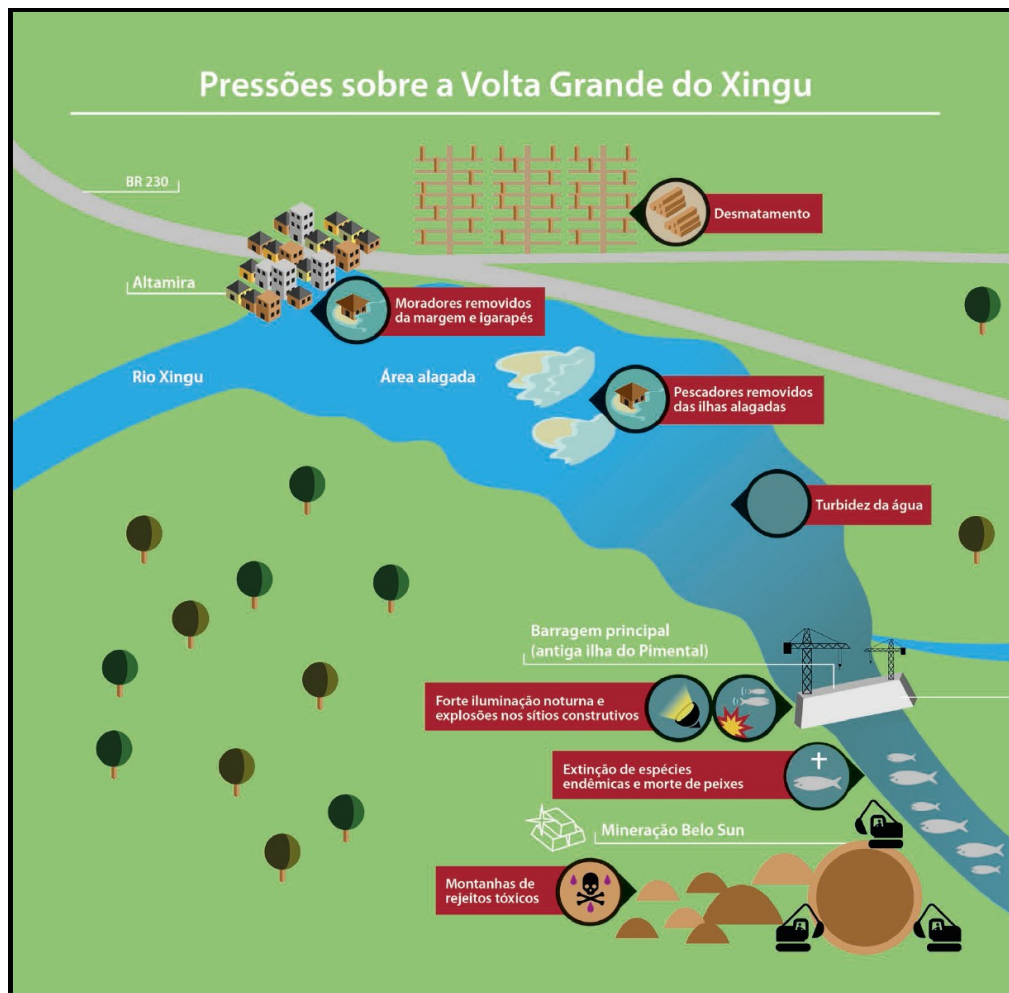 Pressões sobre a Volta Grande do Xingu
BR 230
Desmatamento
Altamira
Moradores removidos
da margem e igarapés
Rio Xingu
Área alagada
Pescadores removidos
das ilhas alagadas
Turbidez da água
Barragem principal
(antiga ilha do Pimental)
Forte iluminação noturna e
explosões nos sítios construtivos
Extinção de espécies
endêmicas e morte de peixes
Mineração Belo Sun
Montanhas de
rejeitos tóxicos